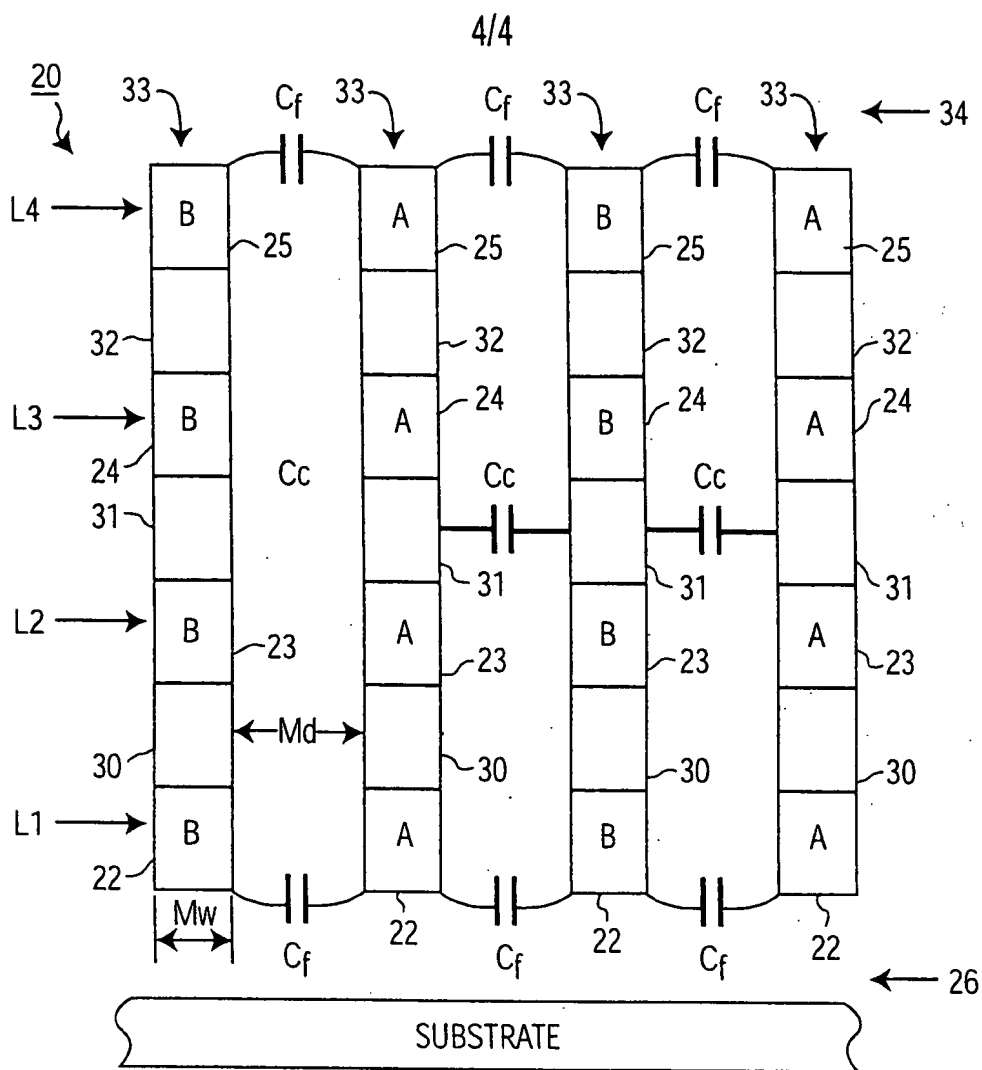 4/4
20 33 Cf 33 Cf 33 Cf 33 34
L4 B A B A
25 25 25 25
32 32 32 32
L3 B 24 A 24 B 24 A 24
Cc Cc Cc
31 31 31 31
L2 B 23 A 23 B 23 A 23
Md
30 30 30 30
L1 B A B A
22 22 22 22
Mw Cf Cf Cf
26
SUBSTRATE